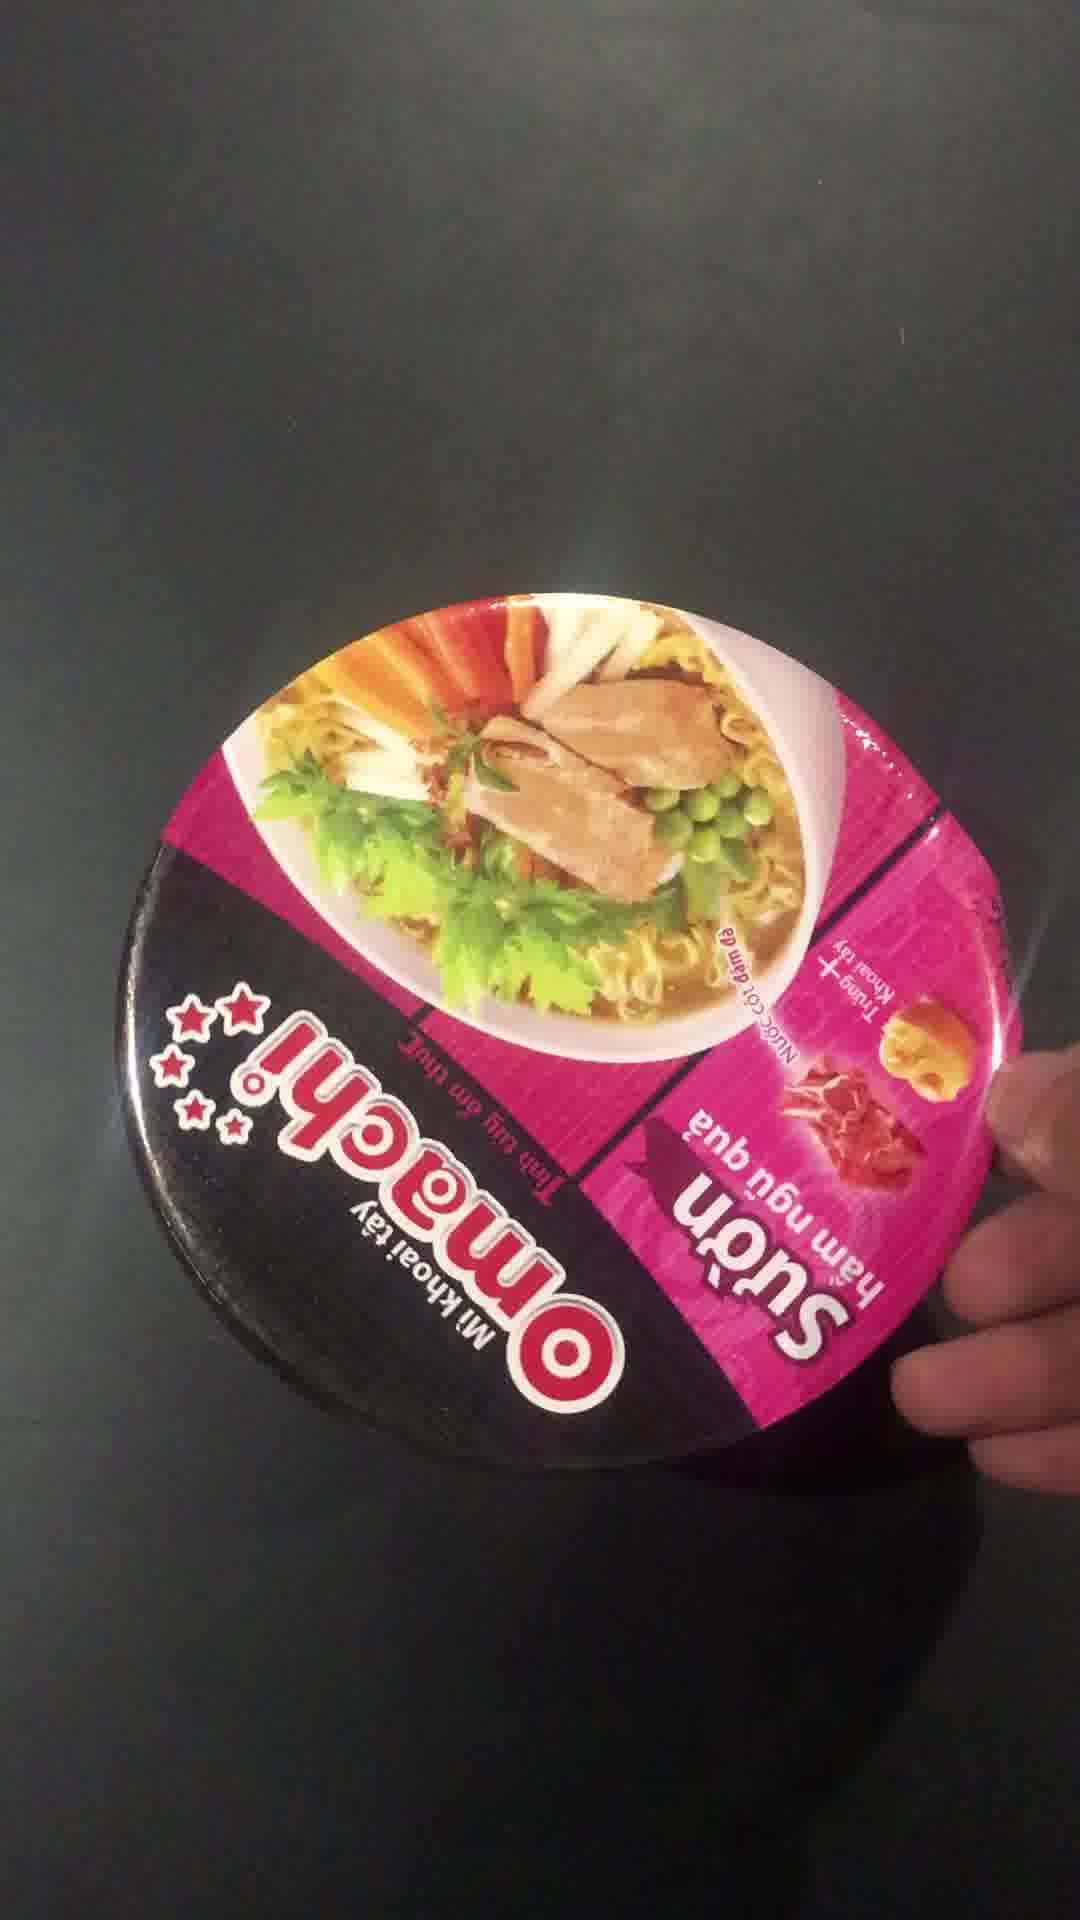 Omachi
Mì khoai tây
Tinh túy ẩm thực
Sườn
hầm ngũ quả
Nước cốt đậm đà
Trứng+
Khoai tây